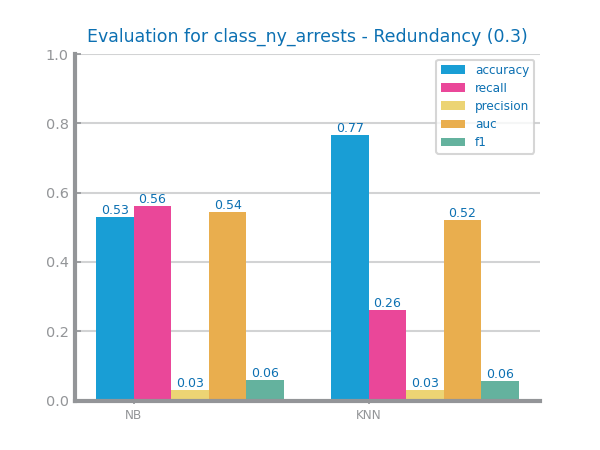 Evaluation for class_ny_arrests - Redundancy (0.3)
1.0
0.8
0.6
0.4
0.2
0.0
accuracy
recall
precision
auc
f1
0.53
0.56
0.03
0.54
0.06
0.77
0.26
0.03
0.52
0.06
NB
KNN